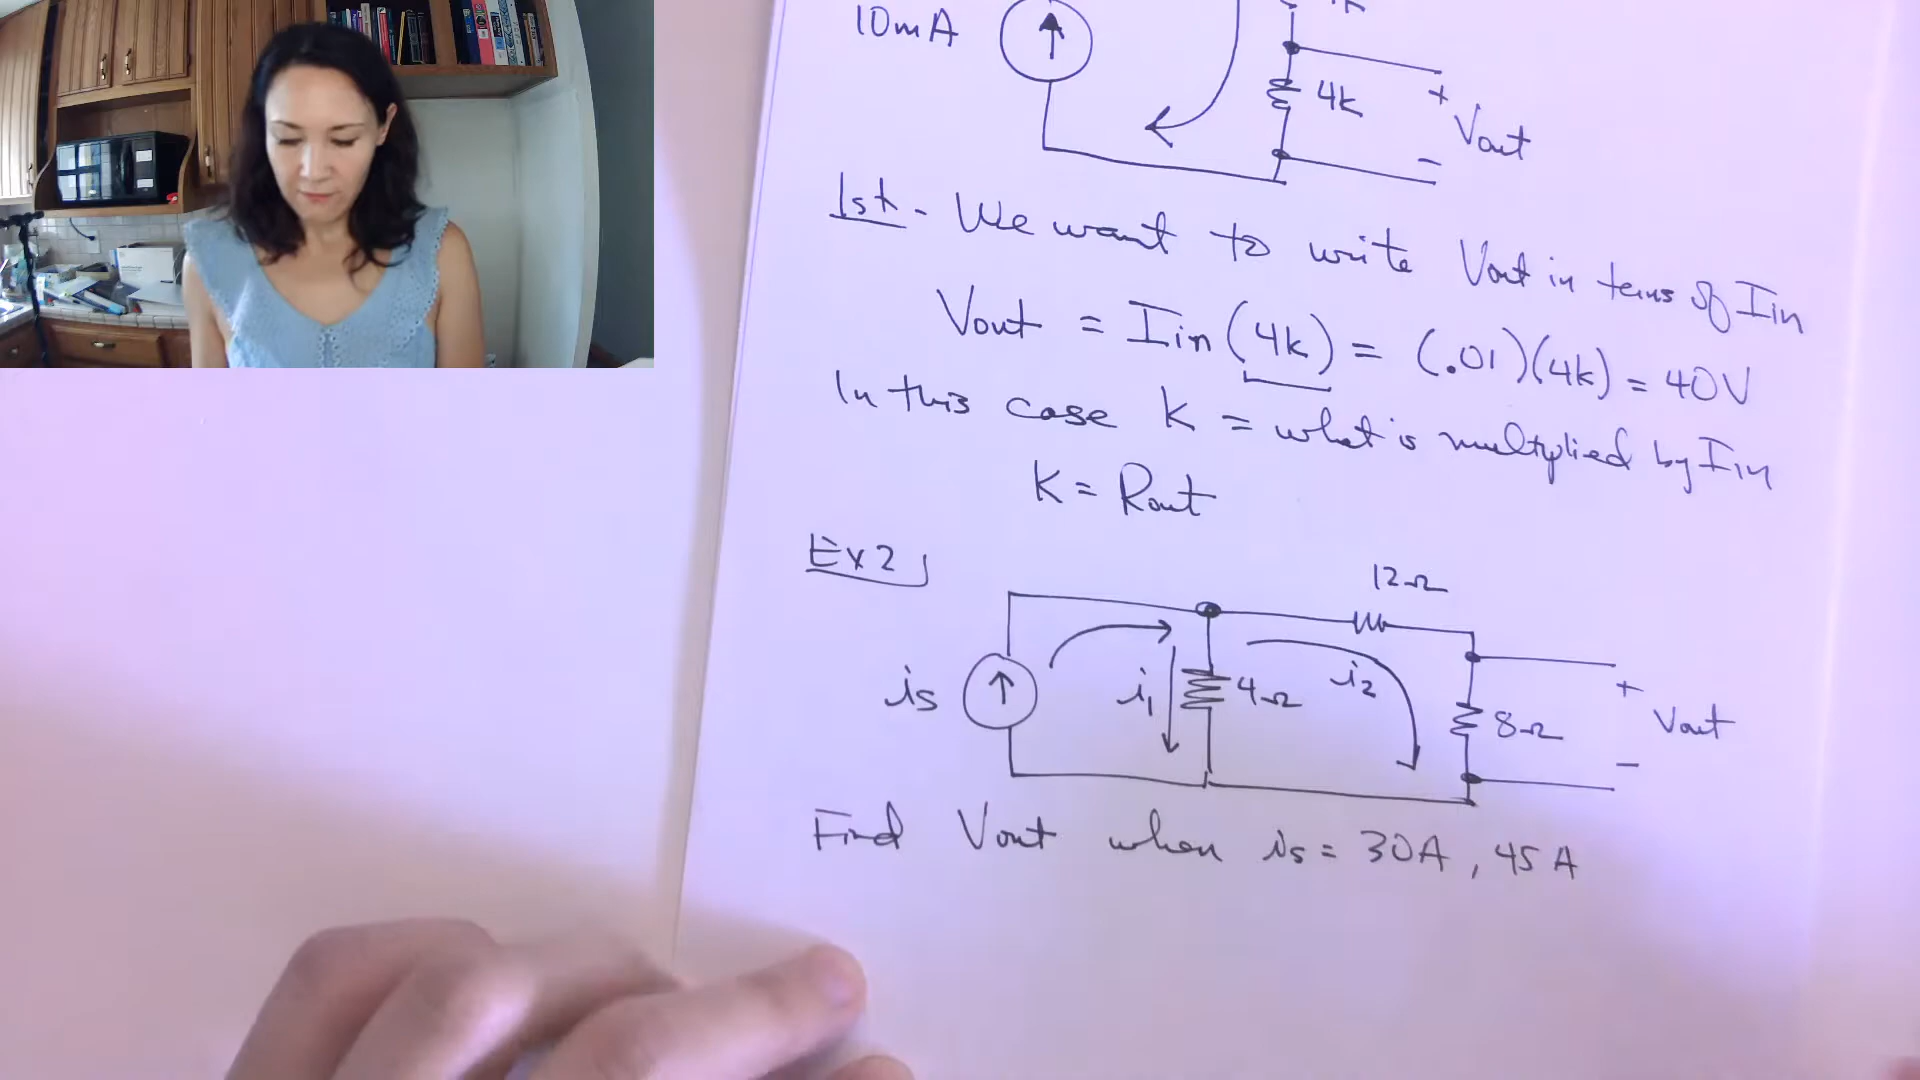 10mA
4k
+
Vout
-
1st - We want to write Vout in terms of Iin
Vout = Iin (4k) = (.01)(4k) = 40V
In this case K = what is multiplied by Iin
K = Rout
Ex 2
12Ω
is
i1
4Ω
i2
8Ω
+
Vout
-
Find Vout when is = 30A, 45A